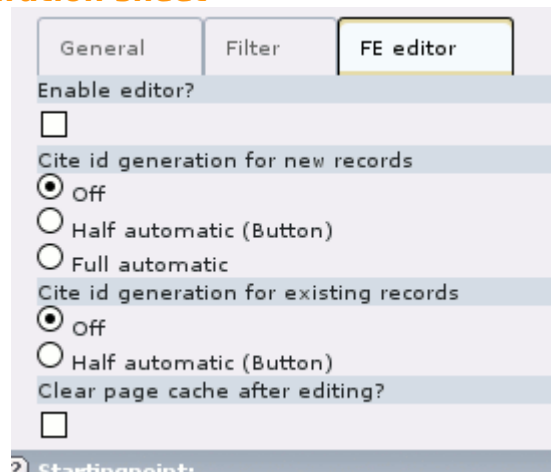 General Filter FE editor
Enable editor?
Cite id generation for new records
Off
Half automatic (Button)
Full automatic
Cite id generation for existing records
Off
Half automatic (Button)
Clear page cache after editing?
Startingpoint: